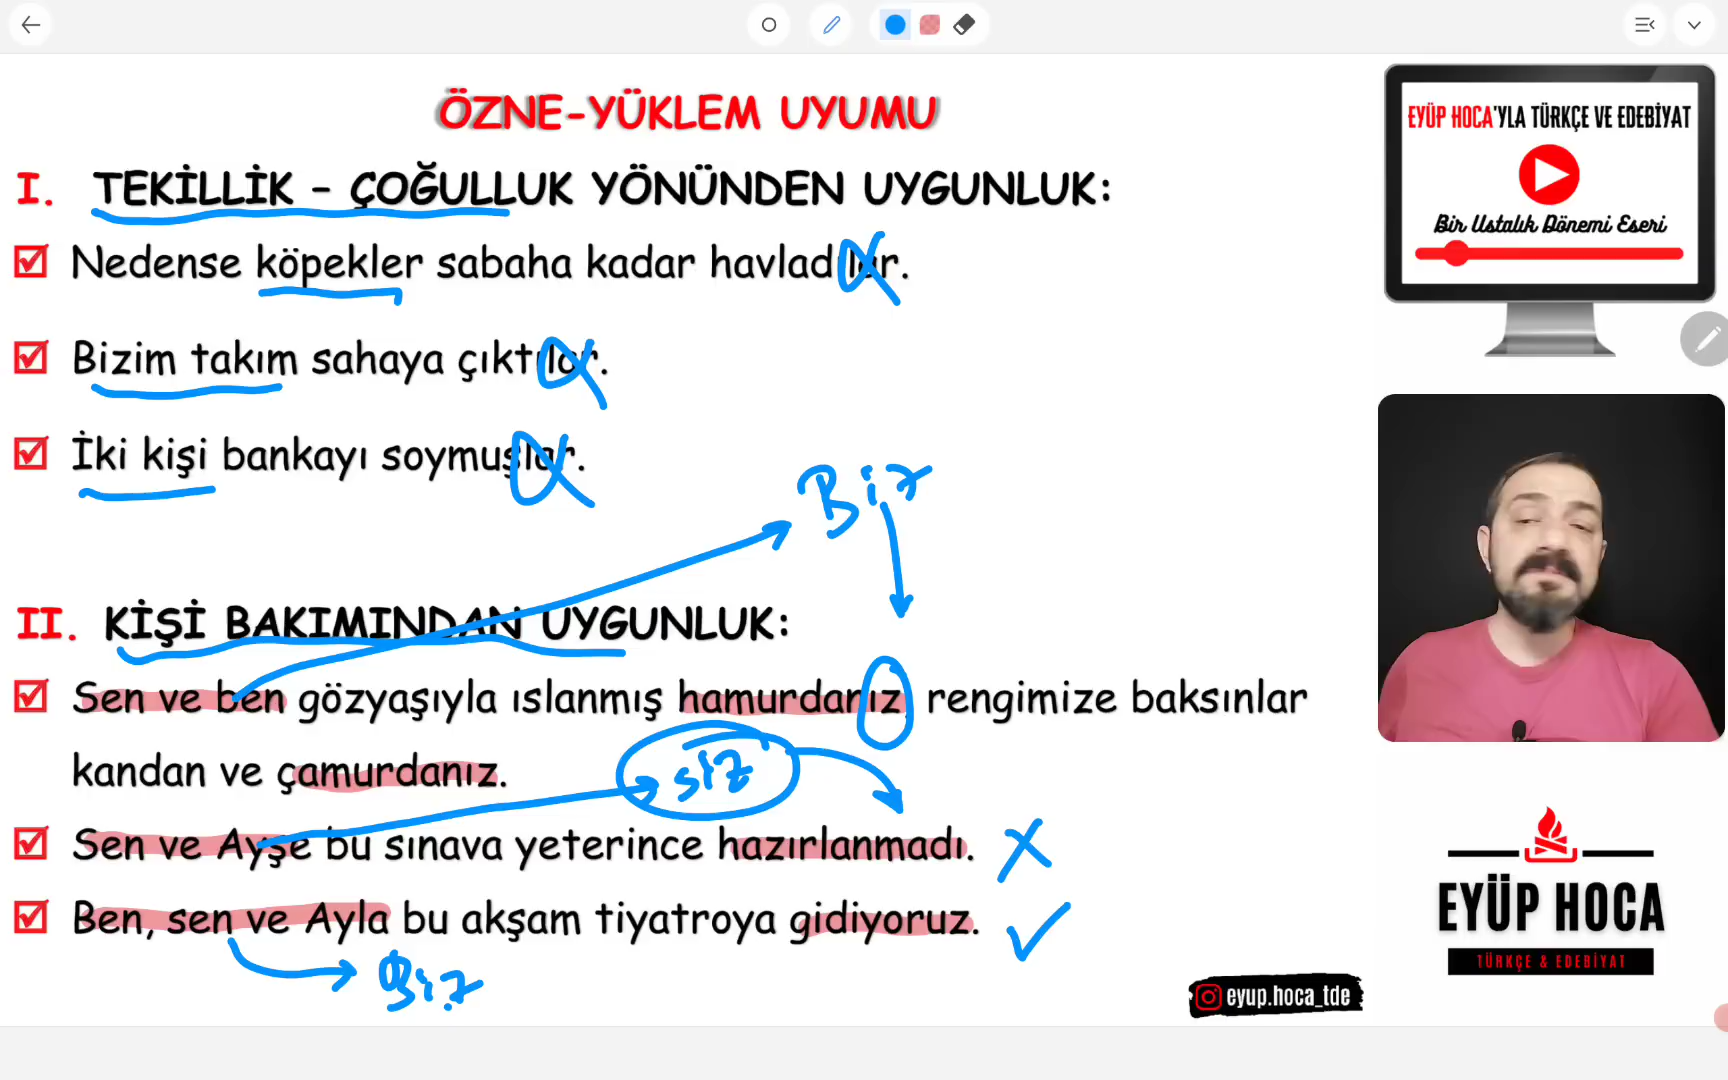 ÖZNE-YÜKLEM UYUMU
I. TEKİLLİK - ÇOĞULLUK YÖNÜNDEN UYGUNLUK:
Nedense köpekler sabaha kadar havladılar.
Bizim takım sahaya çıktılar.
İki kişi bankayı soymuşlar.
Biz
II. KİŞİ BAKIMINDAN UYGUNLUK:
Sen ve ben gözyaşıyla ıslanmış hamurdanız rengimize baksınlar
kandan ve çamurdanız.
siz
Sen ve Ayşe bu sınava yeterince hazırlanmadı.
Ben, sen ve Ayla bu akşam tiyatroya gidiyoruz.
Biz
EYÜP HOCA'YLA TÜRKÇE VE EDEBİYAT
Bir Ustalık Dönemi Eseri
EYÜP HOCA
TÜRKÇE & EDEBİYAT
eyup.hoca_tde